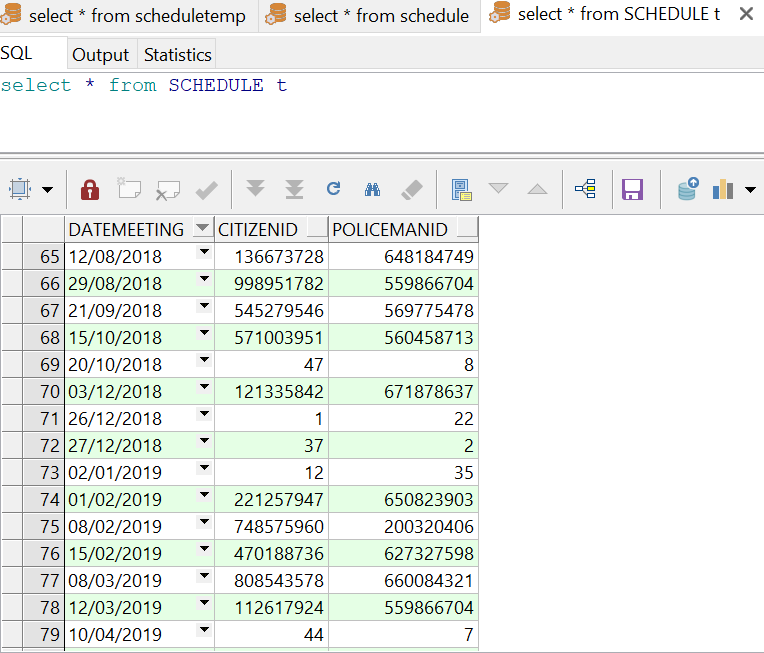 select * from scheduletemp select * from schedule select * from SCHEDULE t
SQL Output Statistics
select * from SCHEDULE t
DATEMEETING CITIZENID POLICEMANID
65 12/08/2018 136673728 648184749
66 29/08/2018 998951782 559866704
67 21/09/2018 545279546 569775478
68 15/10/2018 571003951 560458713
69 20/10/2018 47 8
70 03/12/2018 121335842 671878637
71 26/12/2018 1 22
72 27/12/2018 37 2
73 02/01/2019 12 35
74 01/02/2019 221257947 650823903
75 08/02/2019 748575960 200320406
76 15/02/2019 470188736 627327598
77 08/03/2019 808543578 660084321
78 12/03/2019 112617924 559866704
79 10/04/2019 44 7